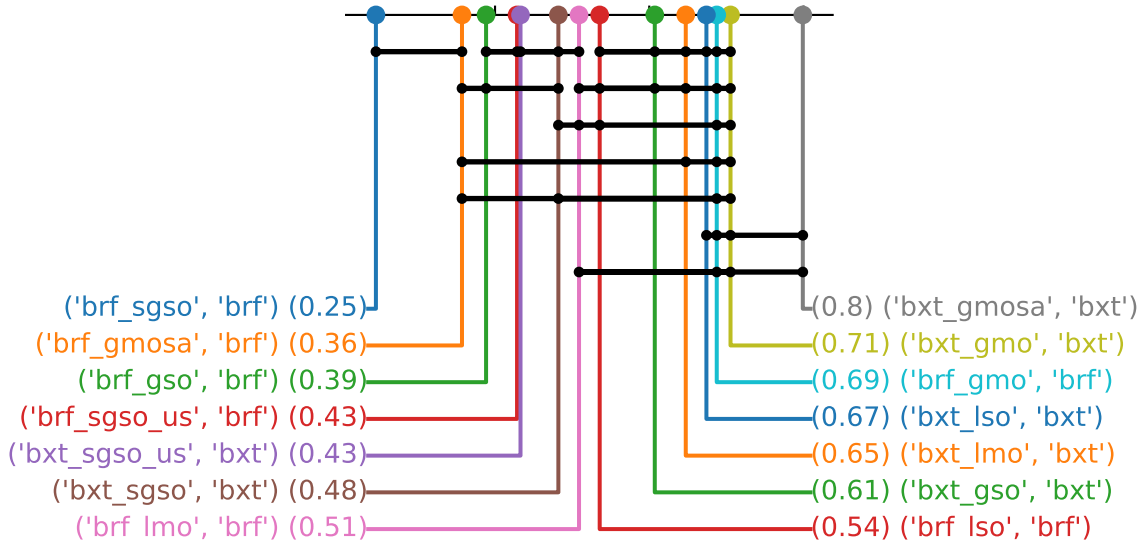 ('brf_sgso', 'brf') (0.25)
('brf_gmosa', 'brf') (0.36)
('brf_gso', 'brf') (0.39)
('brf_sgso_us', 'brf') (0.43)
('bxt_sgso_us', 'bxt') (0.43)
('bxt_sgso', 'bxt') (0.48)
('brf_lmo', 'brf') (0.51)
(0.8) ('bxt_gmosa', 'bxt')
(0.71) ('bxt_gmo', 'bxt')
(0.69) ('brf_gmo', 'brf')
(0.67) ('bxt_lso', 'bxt')
(0.65) ('bxt_lmo', 'bxt')
(0.61) ('bxt_gso', 'bxt')
(0.54) ('brf_lso', 'brf')